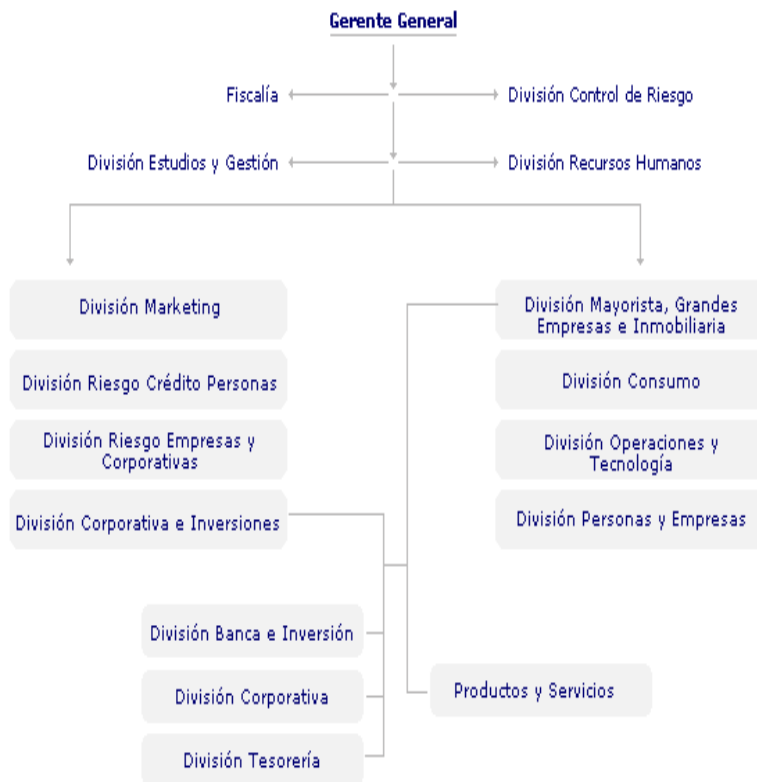 Gerente General
Fiscalía
División Control de Riesgo
División Estudios y Gestión
División Recursos Humanos
División Marketing
División Mayorista, Grandes
Empresas e Inmobiliaria
División Riesgo Crédito Personas
División Consumo
División Riesgo Empresas y
Corporativas
División Operaciones y
Tecnología
División Corporativa e Inversiones
División Personas y Empresas
División Banca e Inversión
División Corporativa
Productos y Servicios
División Tesorería